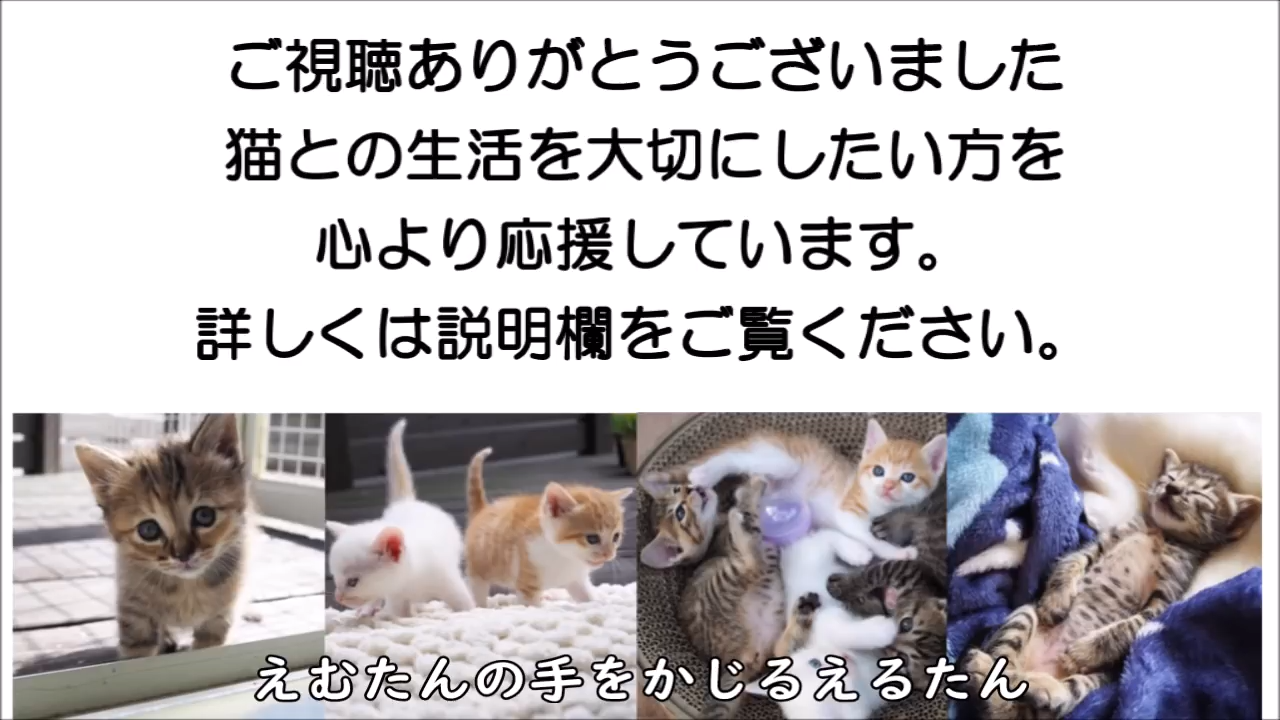 ご視聴ありがとうございました
猫との生活を大切にしたい方を
心より応援しています。
詳しくは説明欄をご覧ください。
えむたんの手をかじるえるたん